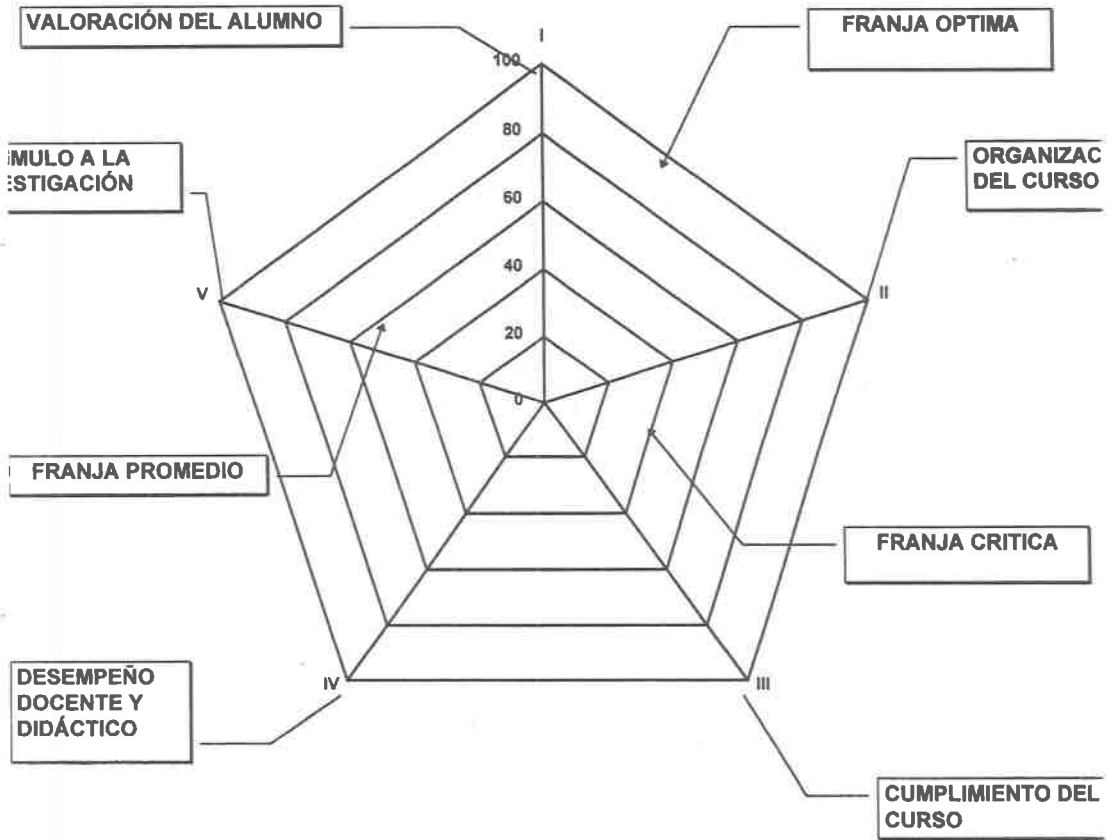 VALORACIÓN DEL ALUMNO
I
FRANJA OPTIMA
100
80
MULO A LA
ESTIGACIÓN
ORGANIZAC
DEL CURSO
60
40
V
II
20
0
FRANJA PROMEDIO
FRANJA CRITICA
DESEMPEÑO
DOCENTE Y
DIDÁCTICO
IV
III
CUMPLIMIENTO DEL
CURSO